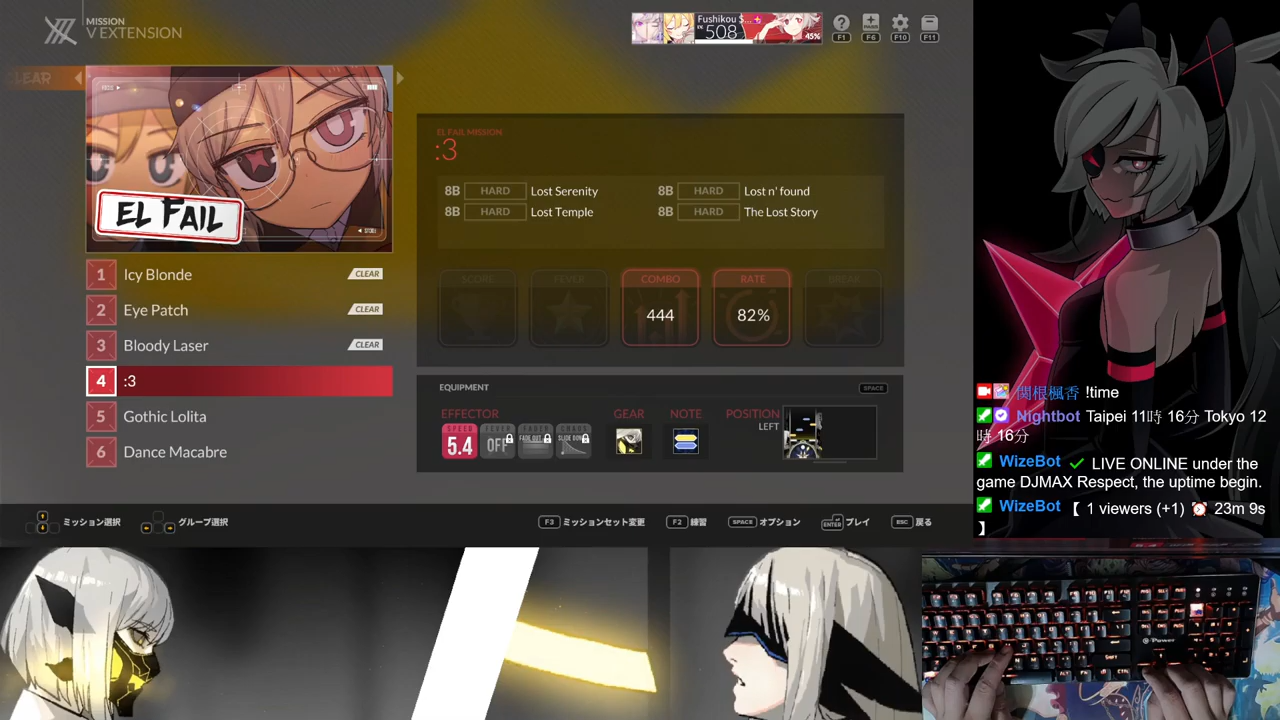 MISSION
V EXTENSION
Fushikou S...
508
45%
F1
F6
F10
F11
CLEAR
EL FAIL
1 Icy Blonde CLEAR
2 Eye Patch CLEAR
3 Bloody Laser CLEAR
4 :3
5 Gothic Lolita
6 Dance Macabre
EL FAIL MISSION
:3
8B HARD Lost Serenity
8B HARD Lost n' found
8B HARD Lost Temple
8B HARD The Lost Story
SCORE
FEVER
COMBO
RATE
BREAK
444
82%
EQUIPMENT
SPACE
EFFECTOR
GEAR
NOTE
POSITION
LEFT
SPEED
5.4
FEVER
OFF
FADER
FADE OUT
CHAOS
ミッション選択
グループ選択
F3 ミッションセット変更
F2 練習
SPACE オプション
ENTER プレイ
ESC 戻る
関根楓香 !time
Nightbot Taipei 11時 16分 Tokyo 12
時 16分
WizeBot LIVE ONLINE under the
game DJMAX Respect, the uptime begin.
WizeBot 【 1 viewers (+1) ⏰ 23m 9s
】